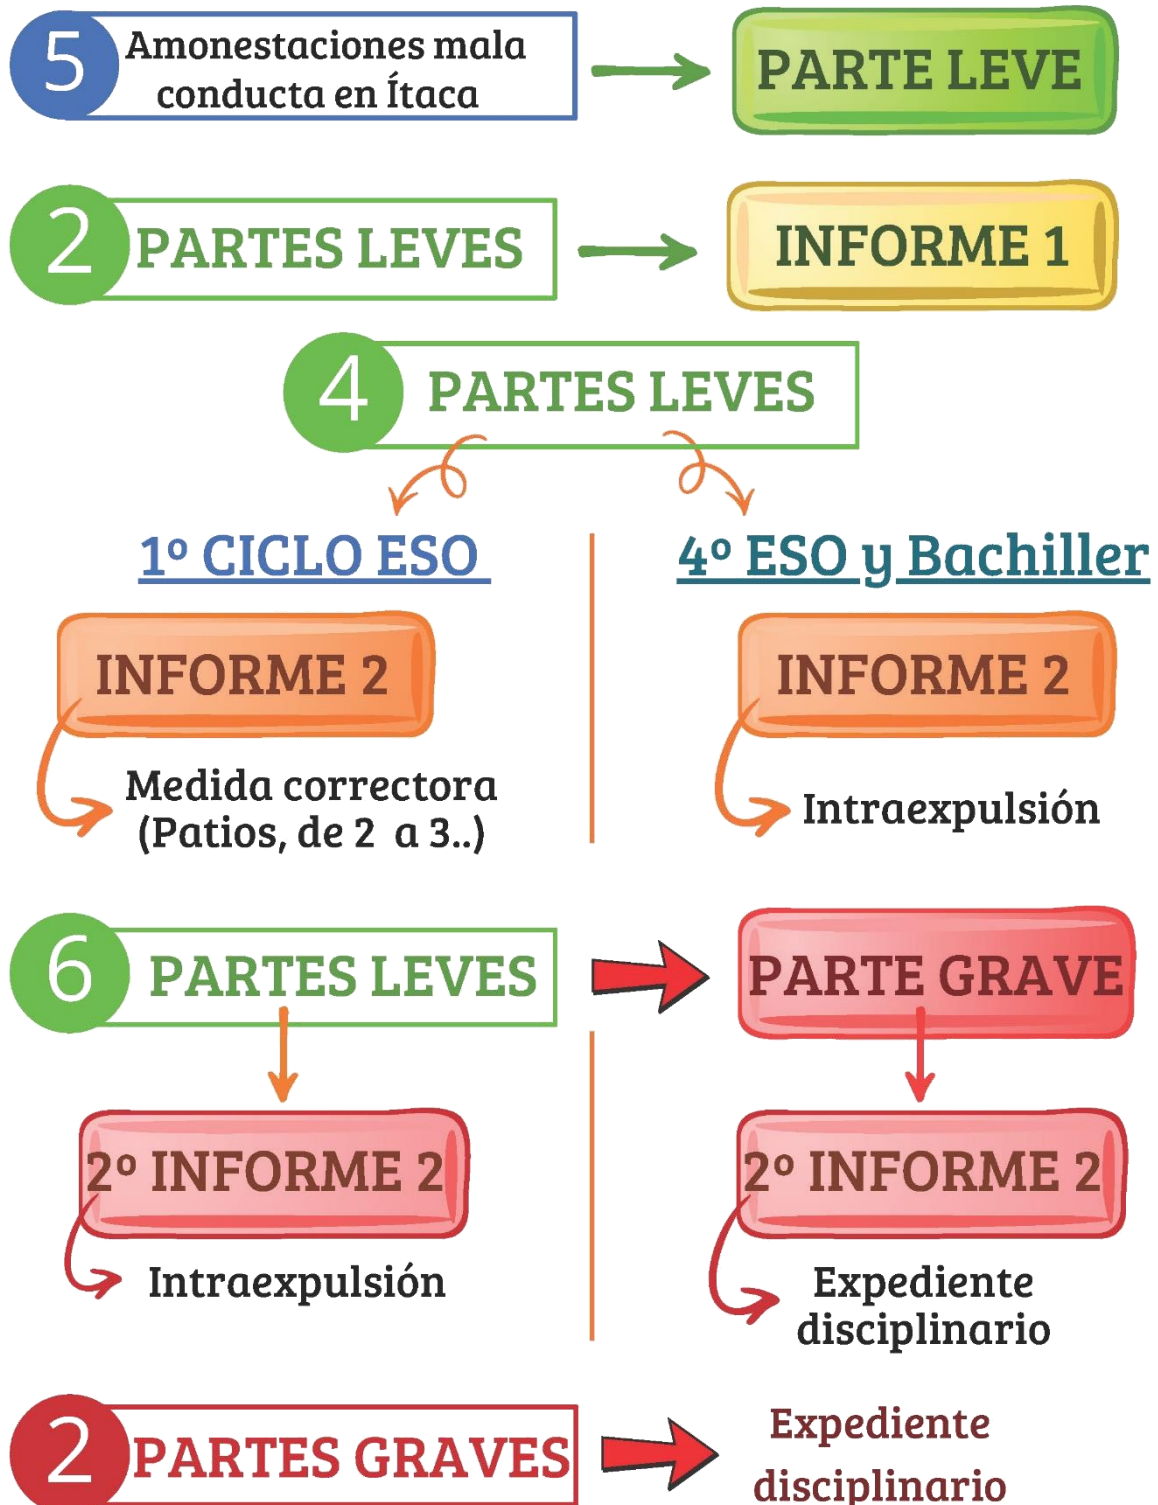 5
Amonestaciones mala
conducta en Ítaca
PARTE LEVE
2
PARTES LEVES
INFORME 1
4
PARTES LEVES
1º CICLO ESO
4º ESO y Bachiller
INFORME 2
INFORME 2
Medida correctora
(Patios, de 2 a 3..)
Intraexpulsión
6
PARTES LEVES
PARTE GRAVE
2º INFORME 2
2º INFORME 2
Intraexpulsión
Expediente
disciplinario
2
PARTES GRAVES
Expediente
disciplinario